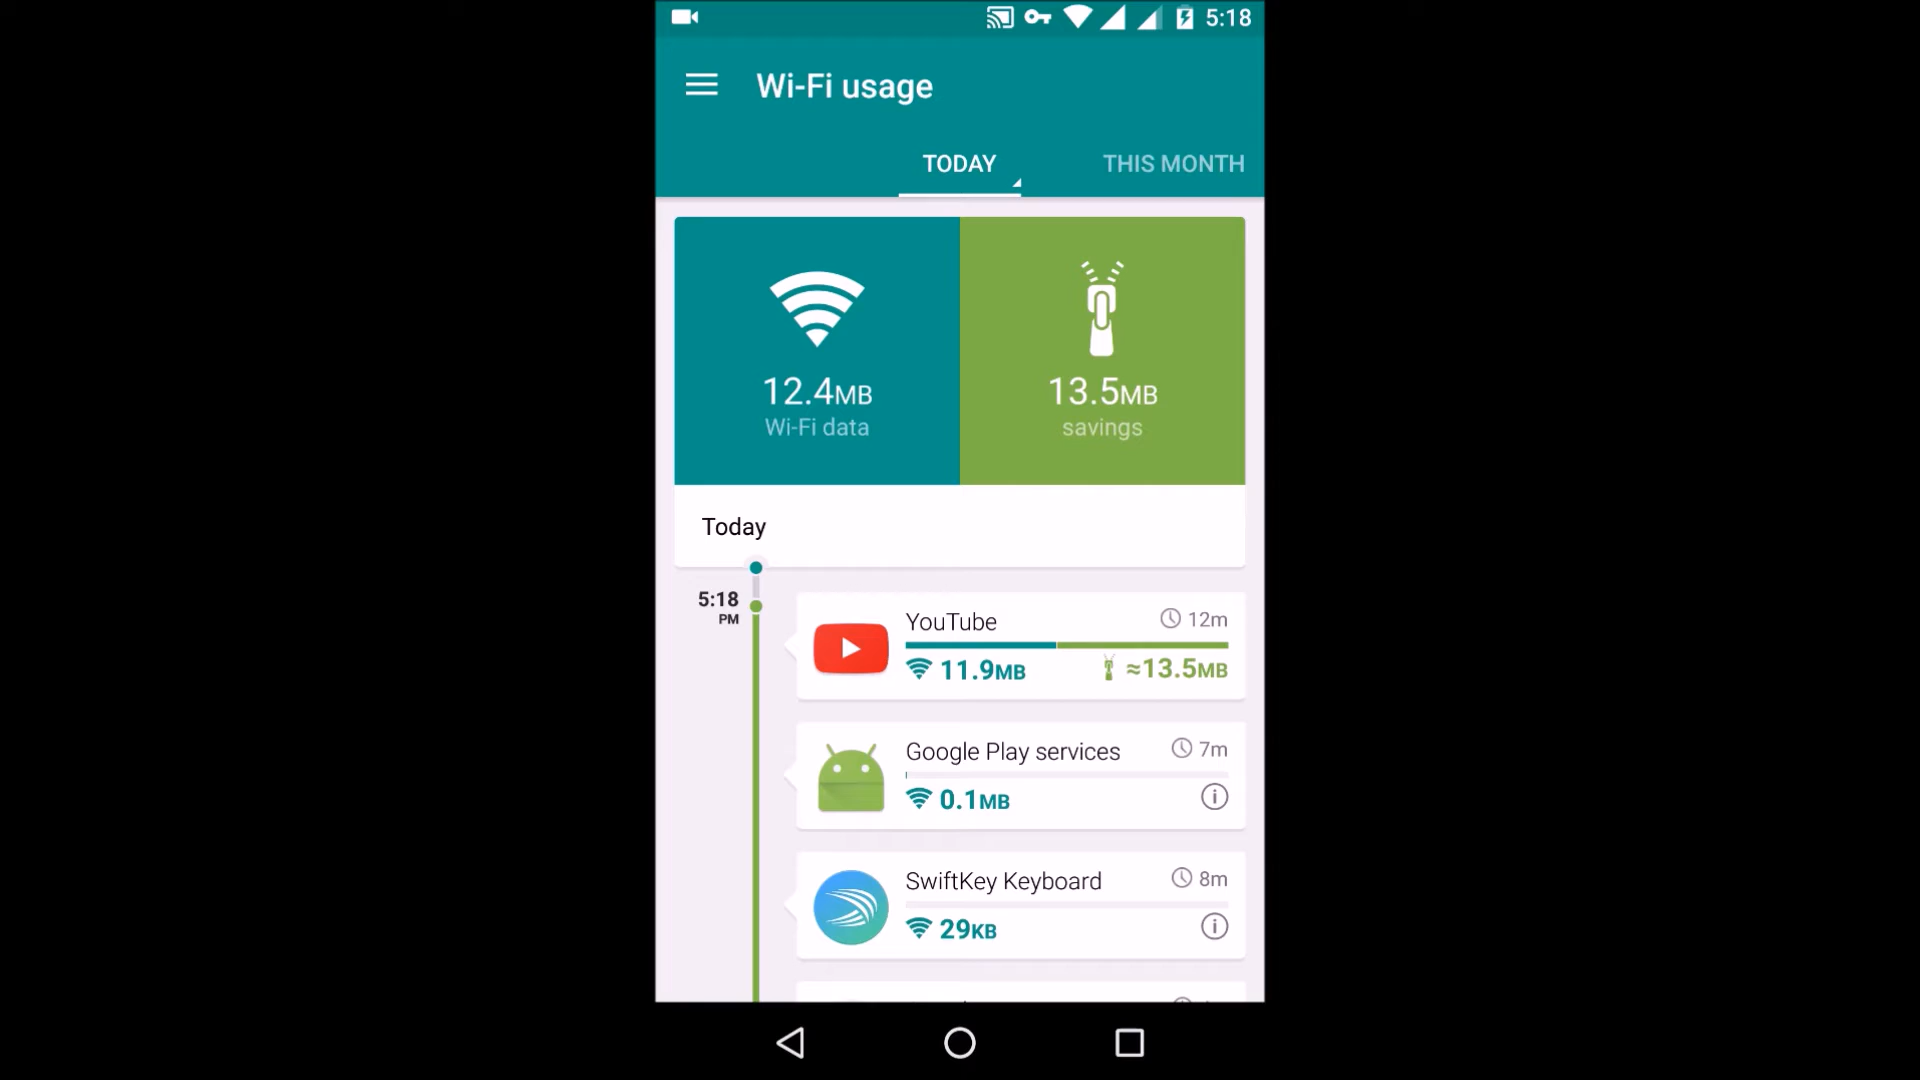 5:18
Wi-Fi usage
TODAY
THIS MONTH
12.4MB
Wi-Fi data
13.5MB
savings
Today
5:18
PM
YouTube
12m
11.9MB
≈13.5MB
Google Play services
7m
0.1MB
SwiftKey Keyboard
8m
29KB